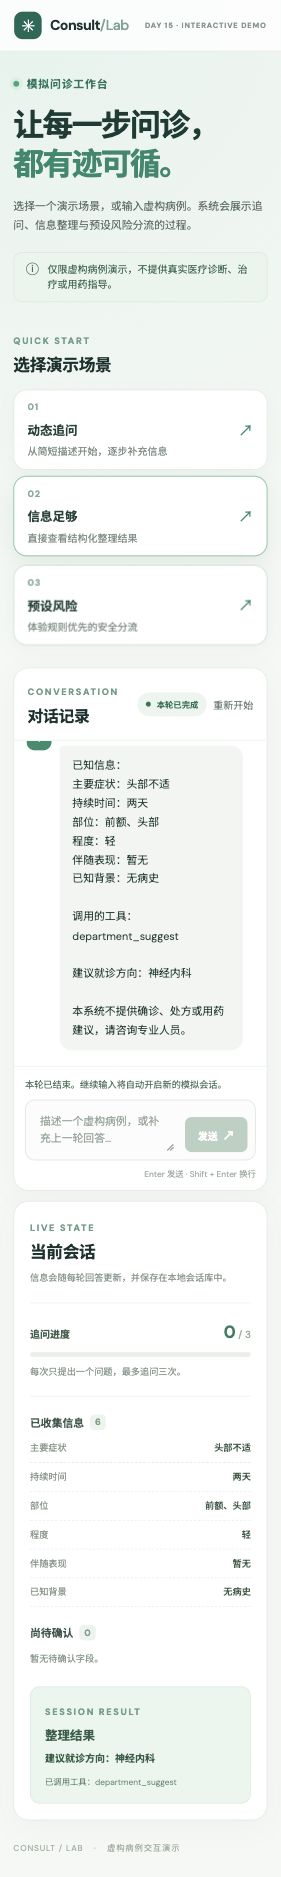 Consult/Lab
DAY 15 · INTERACTIVE DEMO
模拟问诊工作台
让每一步问诊，
都有迹可循。
选择一个演示场景，或输入虚构病例。系统会展示追
问、信息整理与预设风险分流的过程。
仅限虚构病例演示，不提供真实医疗诊断、治
疗或用药指导。
QUICK START
选择演示场景
01
动态追问
从简短描述开始，逐步补充信息
02
信息足够
直接查看结构化整理结果
03
预设风险
体验规则优先的安全分流
CONVERSATION
对话记录
本轮已完成
重新开始
已知信息：
主要症状：头部不适
持续时间：两天
部位：前额、头部
程度：轻
伴随表现：暂无
已知背景：无病史
调用的工具：
department_suggest
建议就诊方向：神经内科
本系统不提供确诊、处方或用药
建议，请咨询专业人员。
本轮已结束。继续输入将自动开启新的模拟会话。
描述一个虚构病例，或补
充上一轮回答…
发送
Enter 发送 · Shift + Enter 换行
LIVE STATE
当前会话
信息会随每轮回答更新，并保存在本地会话库中。
追问进度
0 / 3
每次只提出一个问题，最多追问三次。
已收集信息 6
主要症状 头部不适
持续时间 两天
部位 前额、头部
程度 轻
伴随表现 暂无
已知背景 无病史
尚待确认 0
暂无待确认字段。
SESSION RESULT
整理结果
建议就诊方向：神经内科
已调用工具：department_suggest
CONSULT / LAB · 虚构病例交互演示